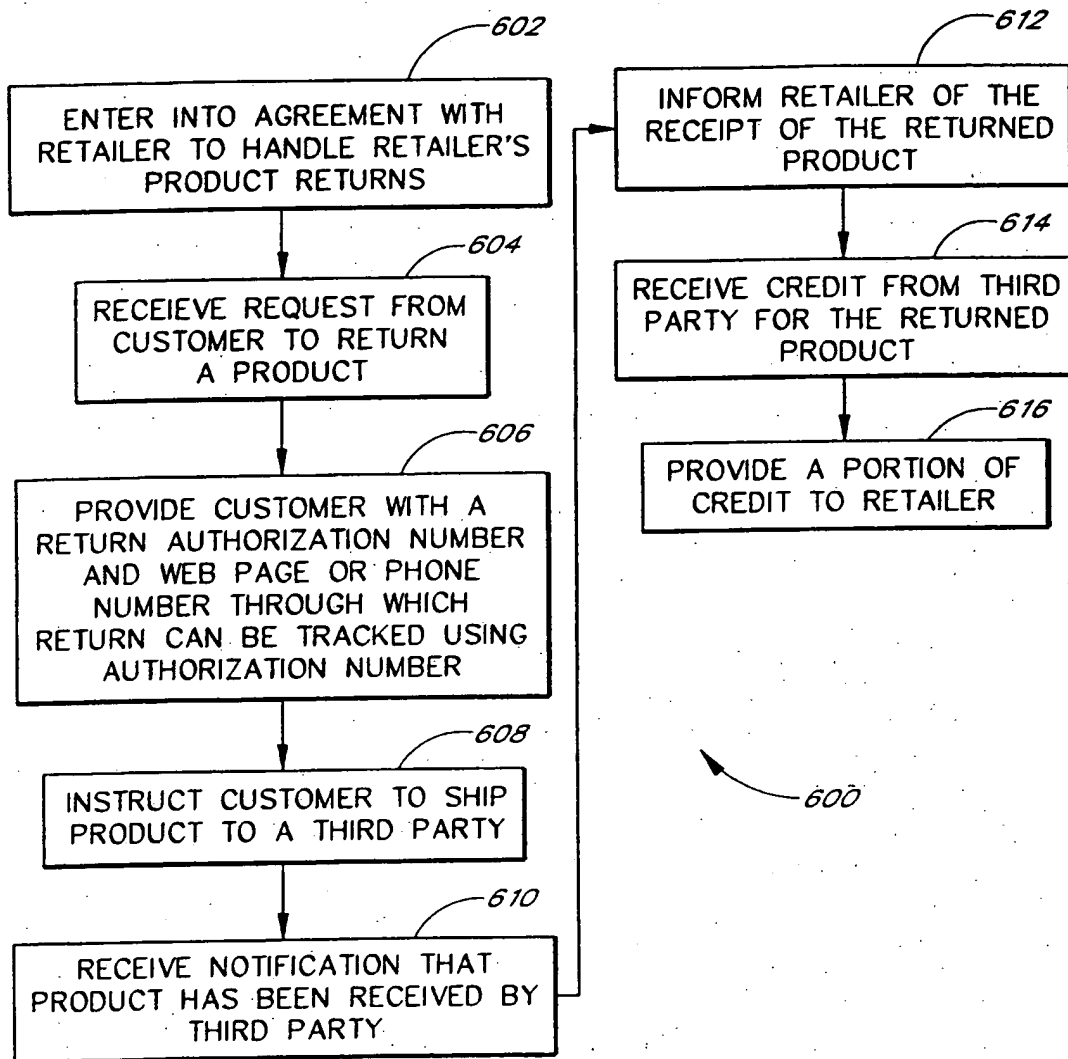 602
ENTER INTO AGREEMENT WITH
RETAILER TO HANDLE RETAILER'S
PRODUCT RETURNS
604
RECEIEVE REQUEST FROM
CUSTOMER TO RETURN
A PRODUCT
606
PROVIDE CUSTOMER WITH A
RETURN AUTHORIZATION NUMBER
AND WEB PAGE OR PHONE
NUMBER THROUGH WHICH
RETURN CAN BE TRACKED USING
AUTHORIZATION NUMBER
608
INSTRUCT CUSTOMER TO SHIP
PRODUCT TO A THIRD PARTY
610
RECEIVE NOTIFICATION THAT
PRODUCT HAS BEEN RECEIVED BY
THIRD PARTY
612
INFORM RETAILER OF THE
RECEIPT OF THE RETURNED
PRODUCT
614
RECEIVE CREDIT FROM THIRD
PARTY FOR THE RETURNED
PRODUCT
616
PROVIDE A PORTION OF
CREDIT TO RETAILER
600